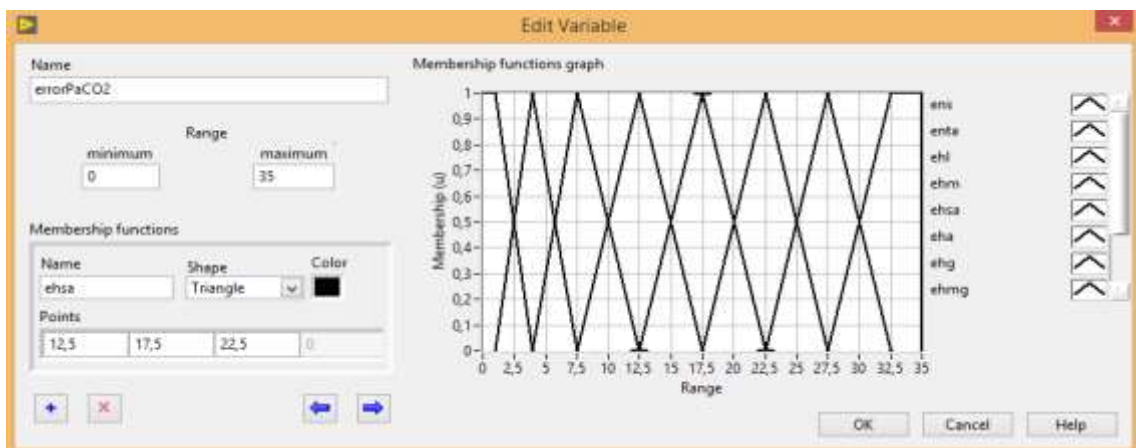 Edit Variable
Name
errorPaCO2
Range
minimum maximum
0 35
Membership functions
Name Shape Color
ehsa Triangle
Points
12,5 17,5 22,5 0
Membership functions graph
1
0,9
0,8
0,7
0,6
0,5
0,4
0,3
0,2
0,1
0
Membership (u)
0 2,5 5 7,5 10 12,5 15 17,5 20 22,5 25 27,5 30 32,5 35
Range
ens
enta
ehl
ehm
ehsa
eha
ehg
ehmg
OK Cancel Help